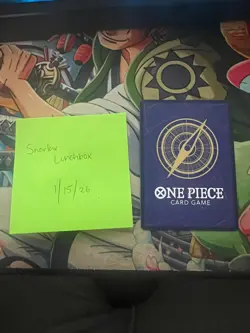 Snorlax
Lunchbox
1/15/26
ONE PIECE
CARD GAME